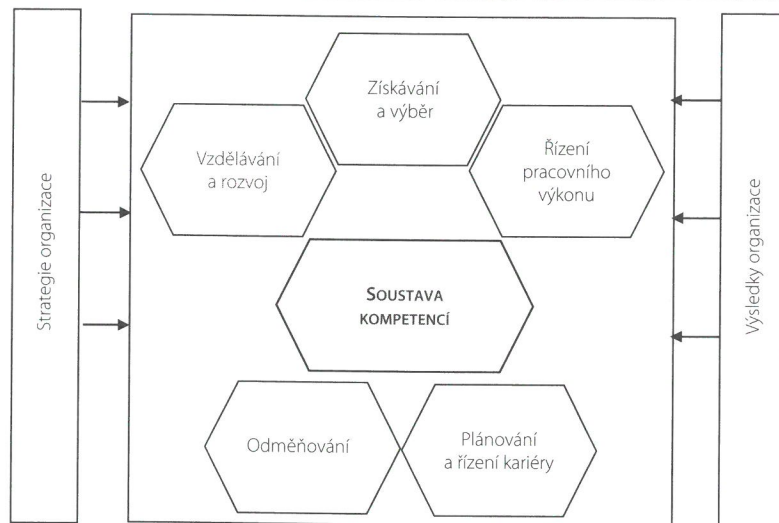 Strategie organizace
Získávání
a výběr
Vzdělávání
a rozvoj
Řízení
pracovního
výkonu
SOUSTAVA
KOMPETENCÍ
Odměňování
Plánování
a řízení kariéry
Výsledky organizace